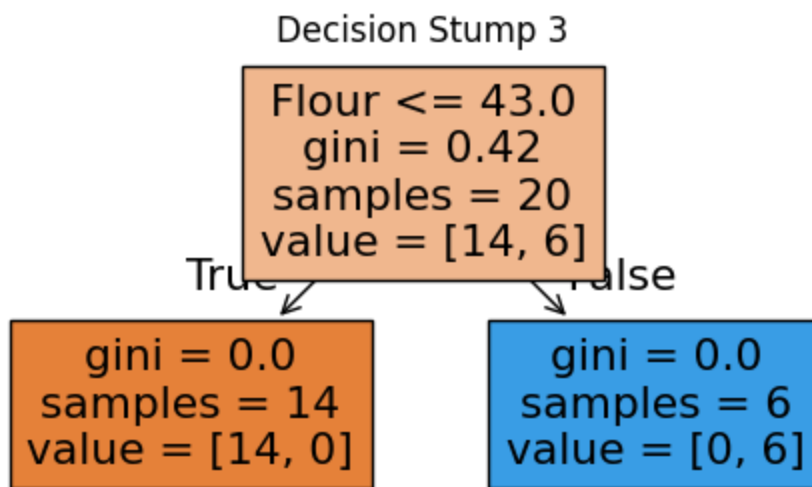 Decision Stump 3
Flour <= 43.0
gini = 0.42
samples = 20
value = [14, 6]
True
False
gini = 0.0
samples = 14
value = [14, 0]
gini = 0.0
samples = 6
value = [0, 6]